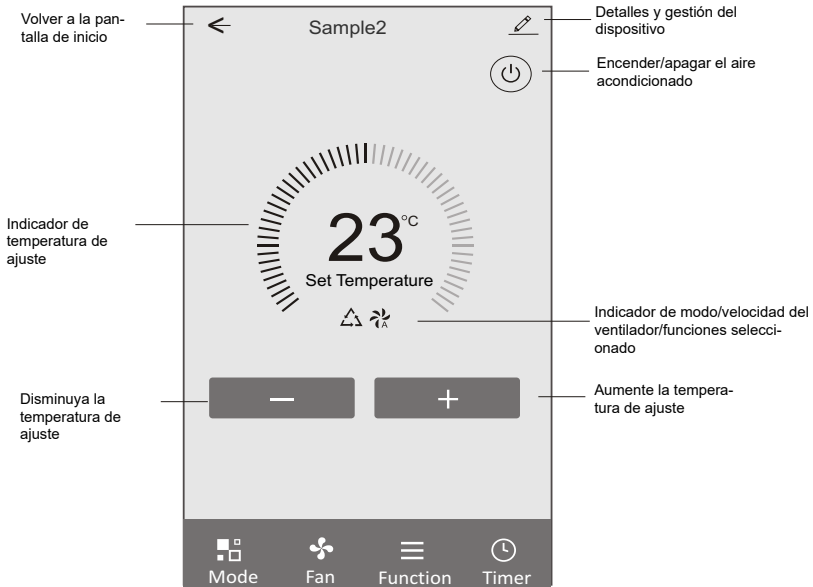 Volver a la pan-
talla de inicio
Sample2
Detalles y gestión del
dispositivo
Encender/apagar el aire
acondicionado
Indicador de
temperatura de
ajuste
23°C
Set Temperature
A
Indicador de modo/velocidad del
ventilador/funciones selecci-
onado
Disminuya la
temperatura de
ajuste
—
+
Aumente la tempera-
tura de ajuste
Mode Fan Function Timer